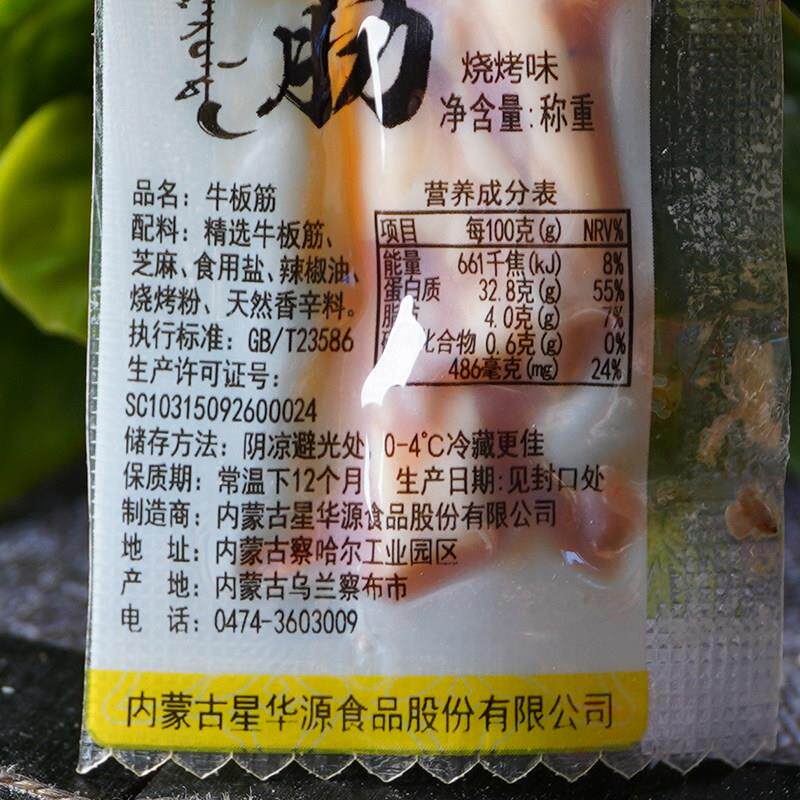 筋
烧烤味
净含量:称重
品名：牛板筋
配料：精选牛板筋、
芝麻、食用盐、辣椒油、
烧烤粉、天然香辛料。
执行标准：GB/T23586
生产许可证号：
SC10315092600024
营养成分表
项目 每100克(g) NRV%
能量 661千焦(kJ) 8%
蛋白质 32.8克(g) 55%
4.0克(g) 7%
化合物 0.6克(g) 0%
486毫克(mg) 24%
储存方法：阴凉避光处 0-4℃冷藏更佳
保质期：常温下12个月 生产日期:见封口处
制造商：内蒙古星华源食品股份有限公司
地 址：内蒙古察哈尔工业园区
产 地：内蒙古乌兰察布市
电 话：0474-3603009
内蒙古星华源食品股份有限公司